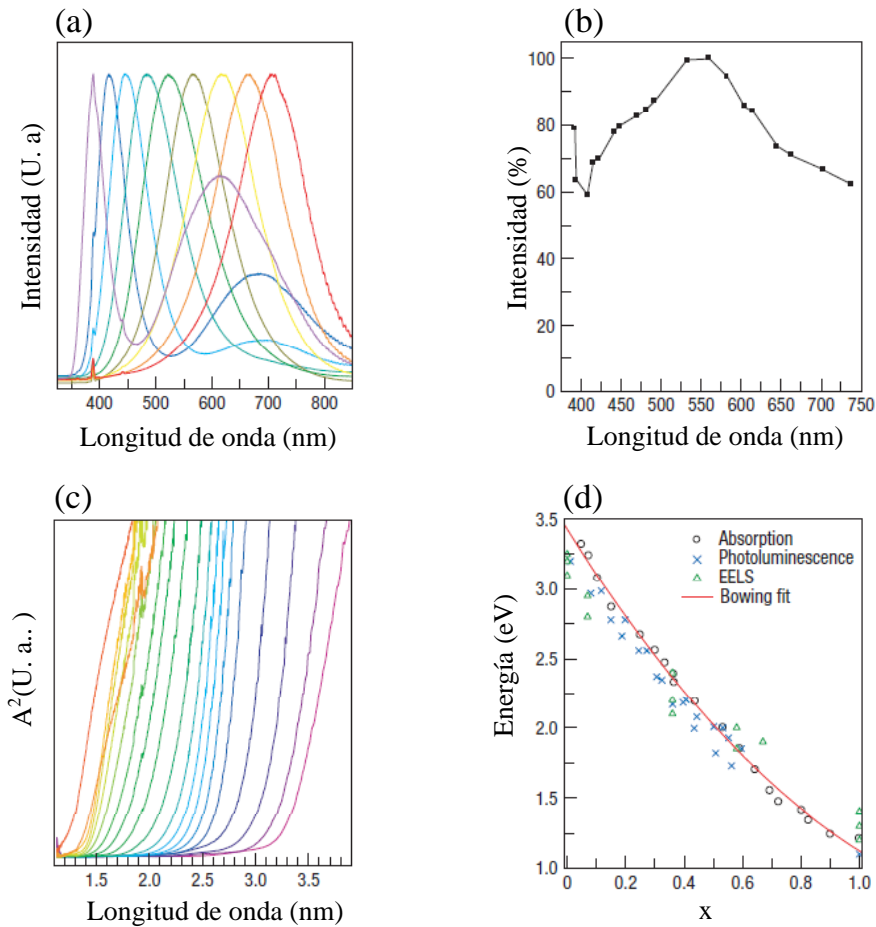 (a)
Intensidad (U. a)
400 500 600 700 800
Longitud de onda (nm)
(b)
Intensidad (%)
100
80
60
40
20
0
400 450 500 550 600 650 700 750
Longitud de onda (nm)
(c)
A²(U. a..)
1.5 2.0 2.5 3.0 3.5
Longitud de onda (nm)
(d)
Energía (eV)
3.5
3.0
2.5
2.0
1.5
1.0
Absorption
Photoluminescence
EELS
Bowing fit
0 0.2 0.4 0.6 0.8 1.0
x